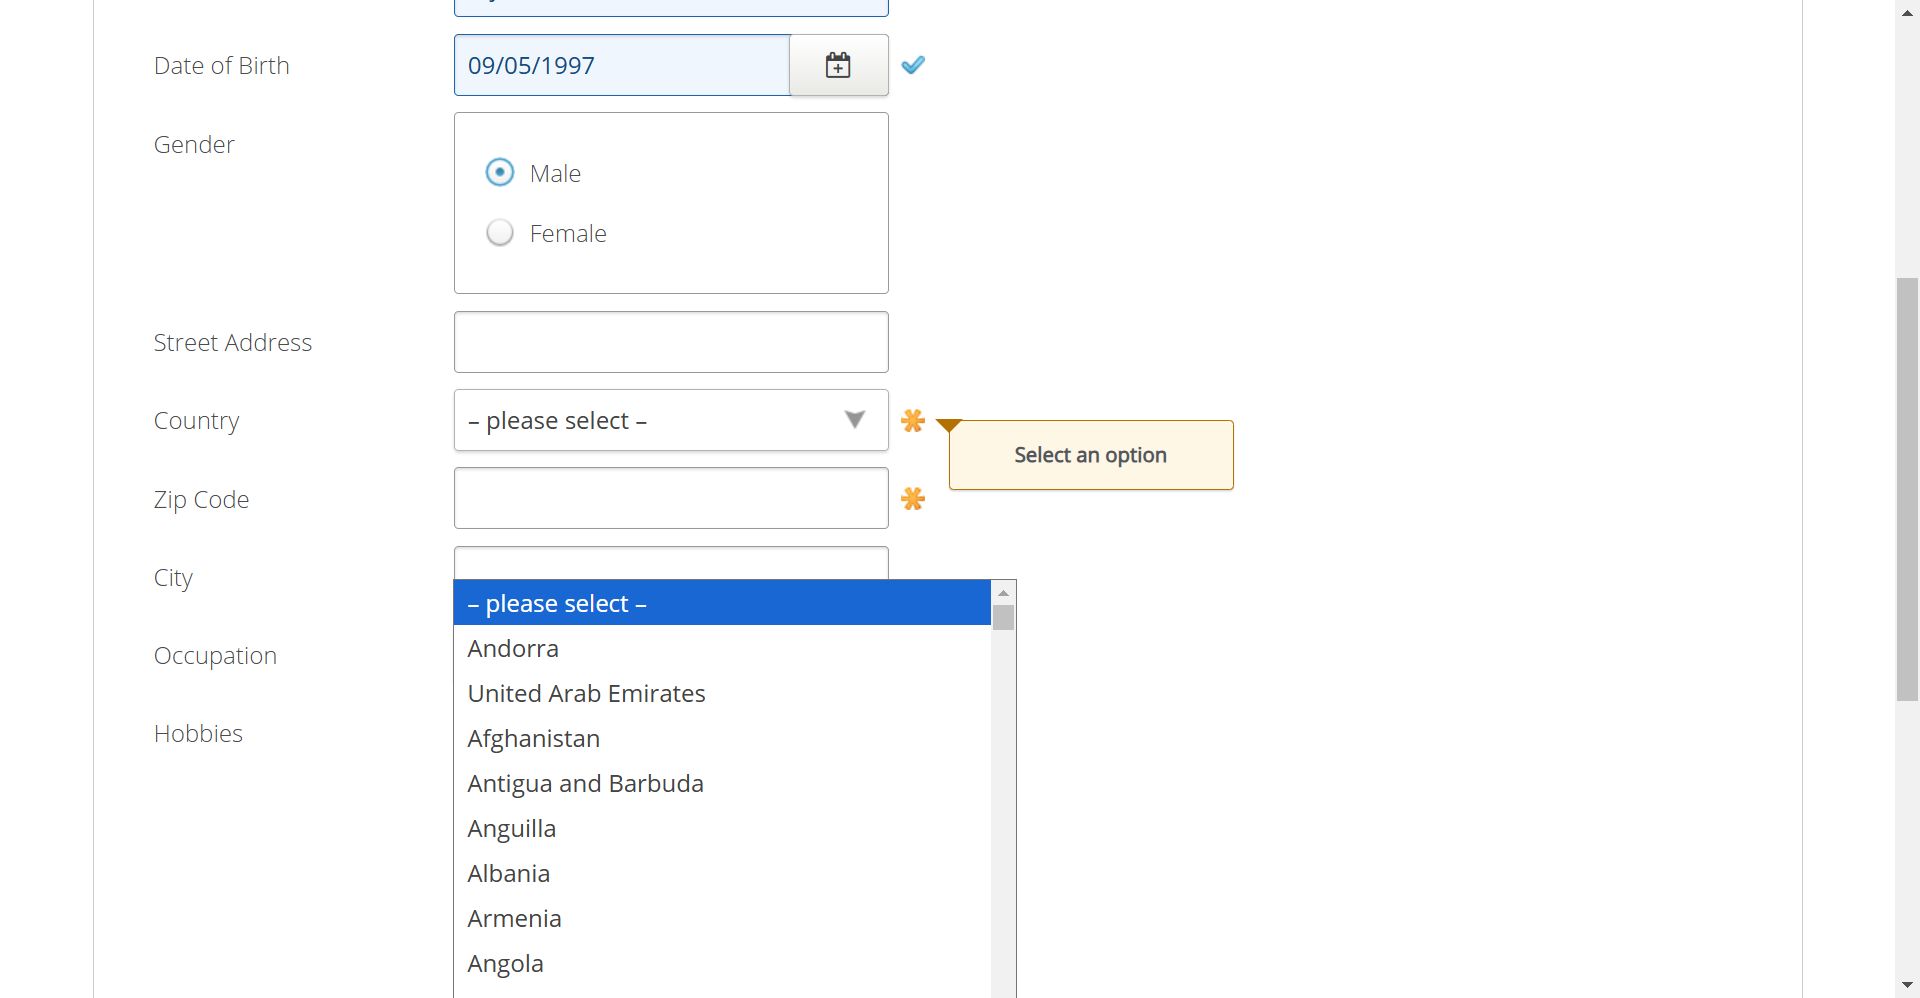 Date of Birth
09/05/1997
Gender
Male
Female
Street Address
Country
– please select –
Select an option
Zip Code
City
Occupation
Hobbies
– please select –
Andorra
United Arab Emirates
Afghanistan
Antigua and Barbuda
Anguilla
Albania
Armenia
Angola